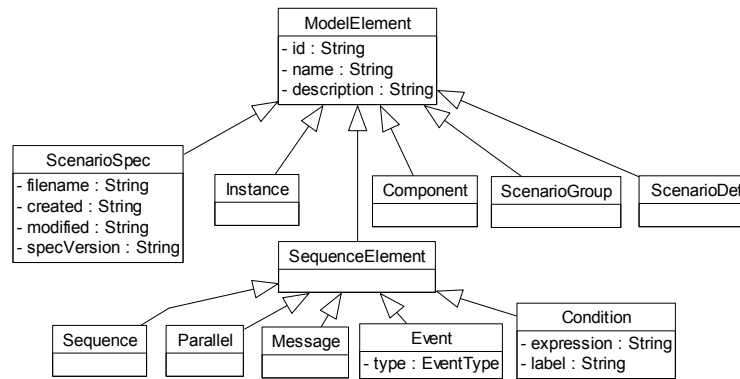 ModelElement
- id : String
- name : String
- description : String
ScenarioSpec
- filename : String
- created : String
- modified : String
- specVersion : String
Instance
Component
ScenarioGroup
ScenarioDef
SequenceElement
Sequence
Parallel
Message
Event
- type : EventType
Condition
- expression : String
- label : String